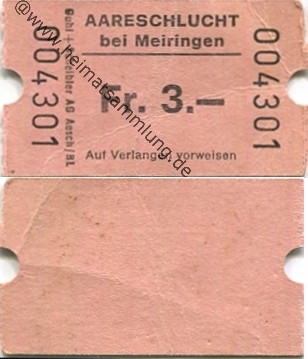 AARESCHLUCHT
bei Meiringen
Fr. 3.—
Auf Verlangen vorweisen
004301
004301
AG Aesch/BL
@www.heimatsammlung.de